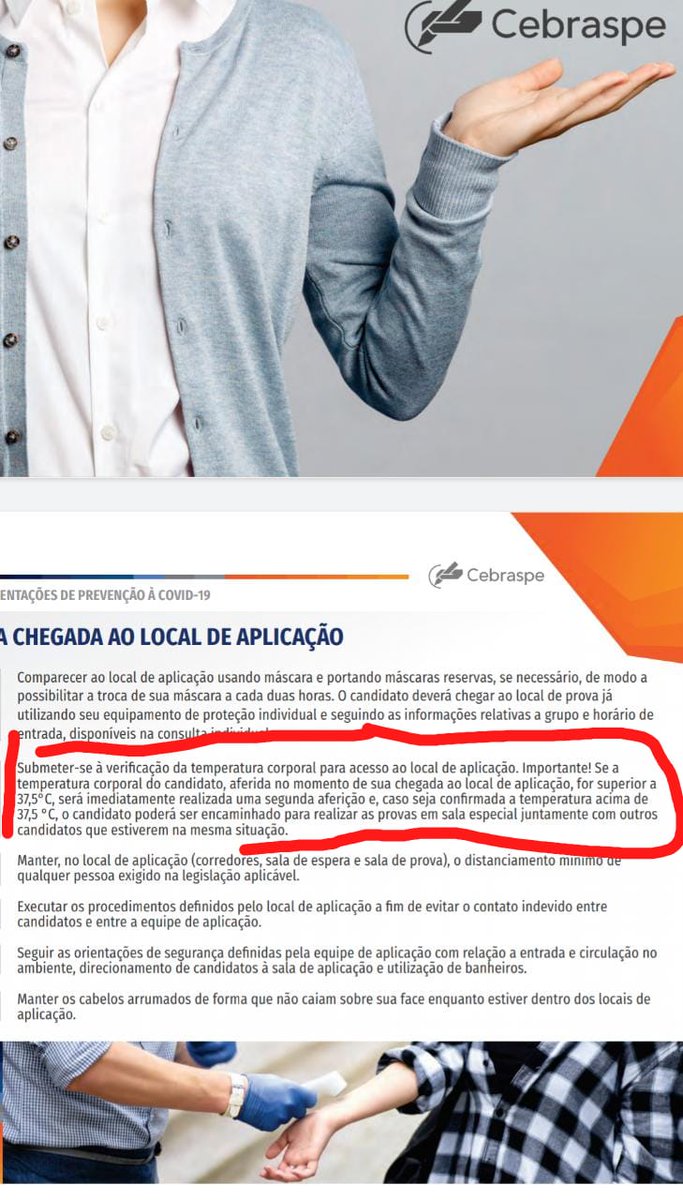 Cebraspe
Cebraspe
ENTAÇÕES DE PREVENÇÃO À COVID-19
A CHEGADA AO LOCAL DE APLICAÇÃO
Comparecer ao local de aplicação usando máscara e portando máscaras reservas, se necessário, de modo a
possibilitar a troca de sua máscara a cada duas horas. O candidato deverá chegar ao local de prova já
utilizando seu equipamento de proteção individual e seguindo as informações relativas a grupo e horário de
entrada, disponíveis na consulta individual.
Submeter-se à verificação da temperatura corporal para acesso ao local de aplicação. Importante! Se a
temperatura corporal do candidato, aferida no momento de sua chegada ao local de aplicação, for superior a
37,5°C, será imediatamente realizada uma segunda aferição e, caso seja confirmada a temperatura acima de
37,5 °C, o candidato poderá ser encaminhado para realizar as provas em sala especial juntamente com outros
candidatos que estiverem na mesma situação.
Manter, no local de aplicação (corredores, sala de espera e sala de prova), o distanciamento mínimo de
qualquer pessoa exigido na legislação aplicável.
Executar os procedimentos definidos pelo local de aplicação a fim de evitar o contato indevido entre
candidatos e entre a equipe de aplicação.
Seguir as orientações de segurança definidas pela equipe de aplicação com relação a entrada e circulação no
ambiente, direcionamento de candidatos à sala de aplicação e utilização de banheiros.
Manter os cabelos arrumados de forma que não caiam sobre sua face enquanto estiver dentro dos locais de
aplicação.